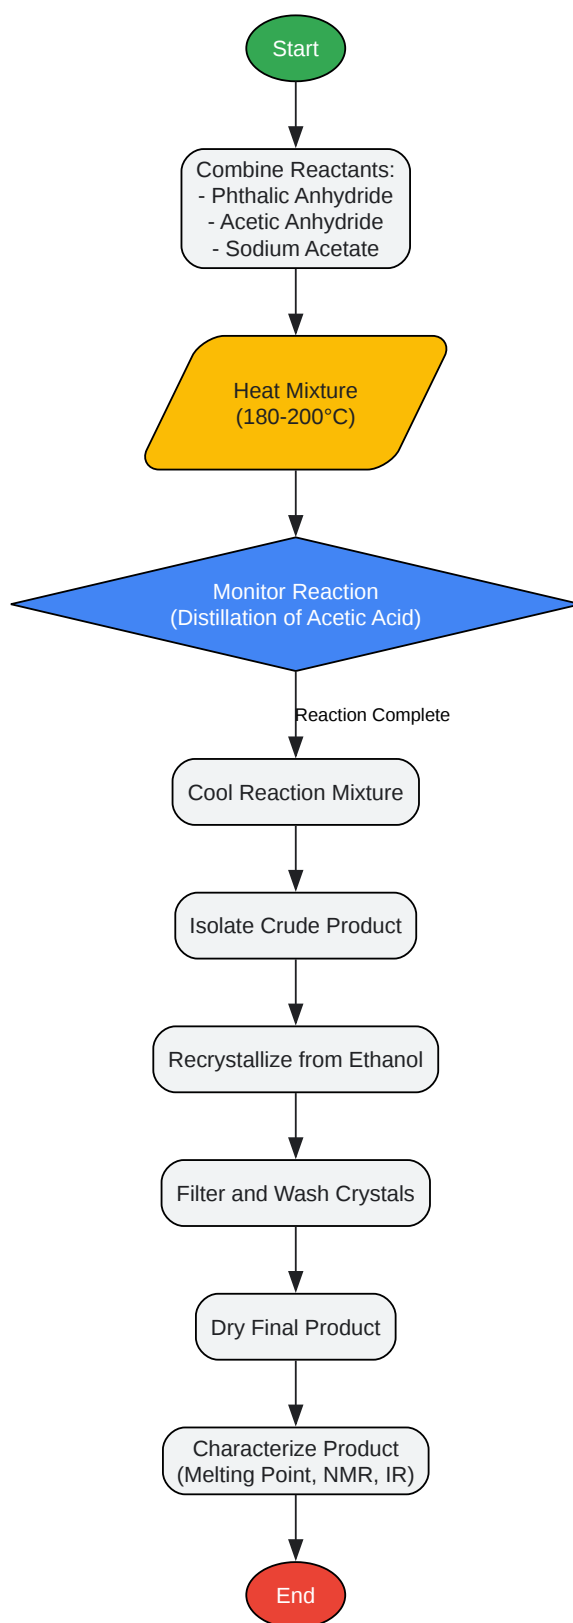 Start
Combine Reactants:
- Phthalic Anhydride
- Acetic Anhydride
- Sodium Acetate
Heat Mixture
(180-200°C)
Monitor Reaction
(Distillation of Acetic Acid)
Reaction Complete
Cool Reaction Mixture
Isolate Crude Product
Recrystallize from Ethanol
Filter and Wash Crystals
Dry Final Product
Characterize Product
(Melting Point, NMR, IR)
End